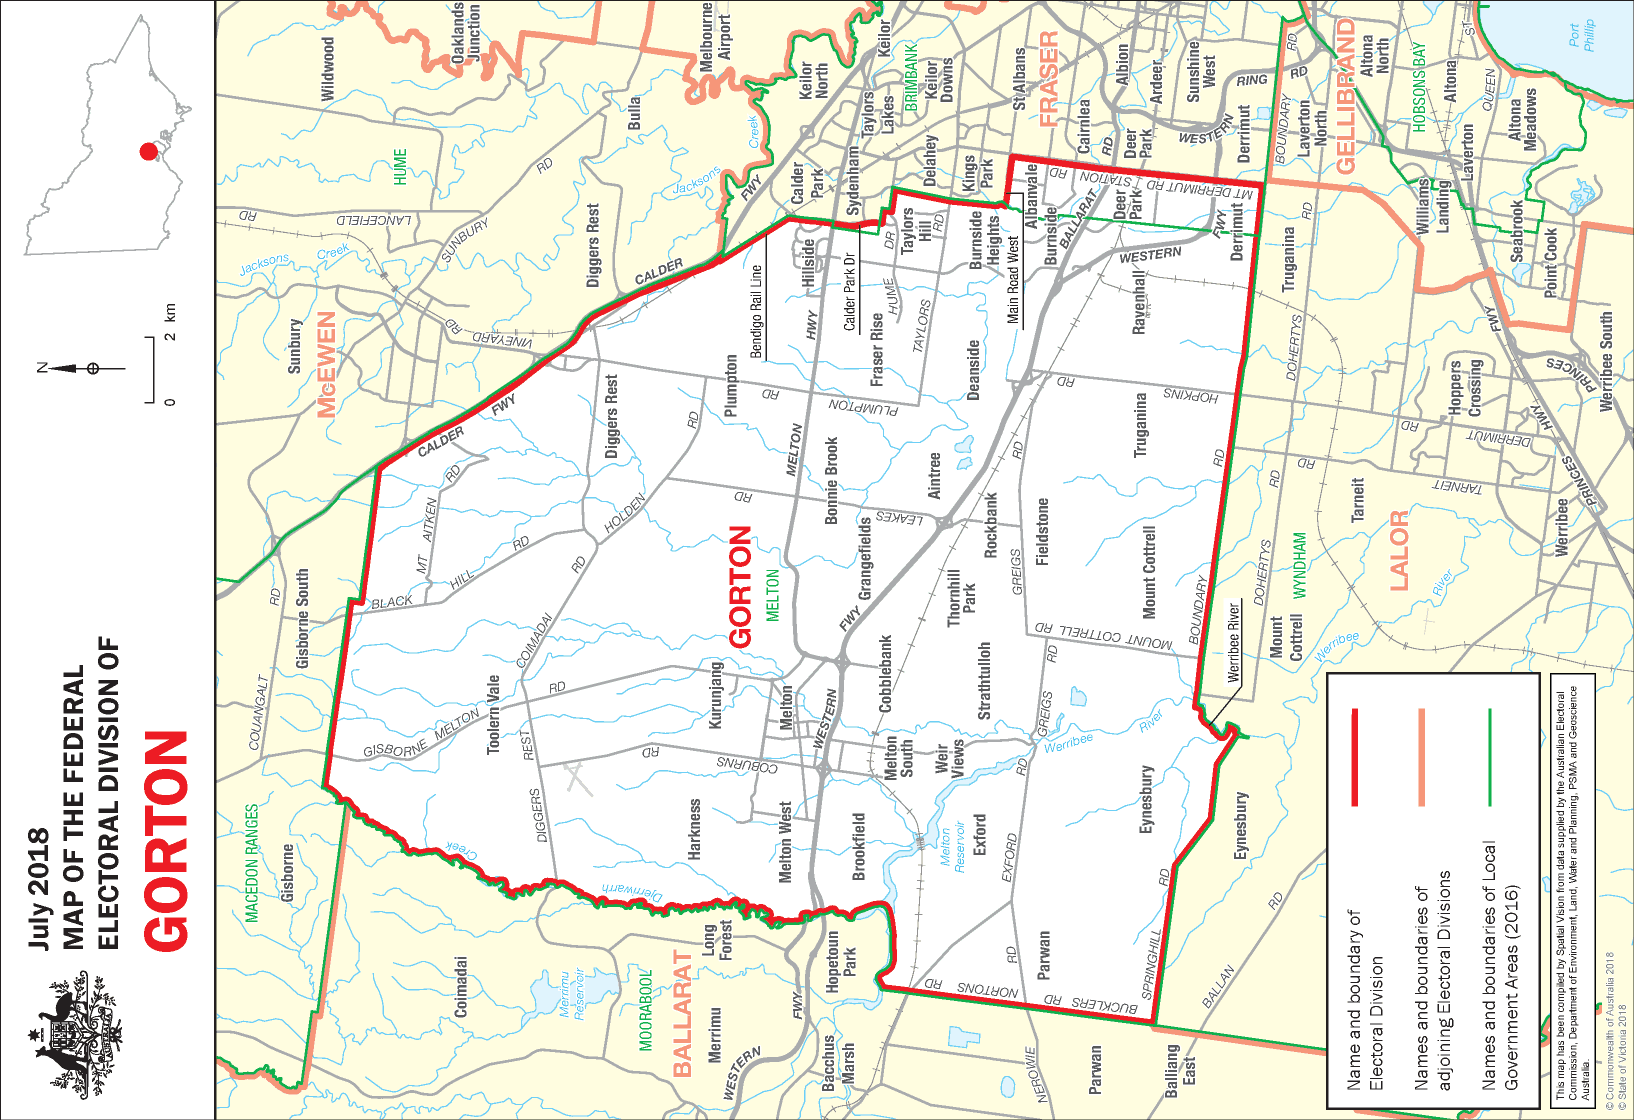 July 2018
MAP OF THE FEDERAL
ELECTORAL DIVISION OF
GORTON
N
0 2 km
MACEDON RANGES
Gisborne
COUANGALT RD
Gisborne South
McEWEN
Sunbury
HUME
Wildwood
Oaklands
Junction
LANCEFIELD RD
SUNBURY RD
Jacksons Creek
VINEYARD RD
Bulla
Melbourne
Airport
Diggers Rest
CALDER FWY
Jacksons Creek
FWY
Keilor
North
Keilor
BRIMBANK
Calder
Park
Taylors
Lakes
Keilor
Downs
Sydenham
Delahey
Kings
Park
St Albans
FRASER
Albion
Ardeer
Sunshine
West
Cairnlea
Deer
Park
Derrimut
WESTERN RING RD
BALLARAT RD
STATION RD
MT DERRIMUT RD
Albanvale
Burnside
Deer
Park
Derrimut
Burnside
Heights
Taylors
Hill
Hillside
HUME DR
TAYLORS RD
Fraser Rise
Bendigo Rail Line
Calder Park Dr
Main Road West
WESTERN FWY
Ravenhall
CALDER FWY
Diggers Rest
Plumpton
PLUMPTON RD
MELTON HWY
Deanside
HOPKINS RD
Truganina
BLACK HILL RD
MT AITKEN RD
HOLDEN RD
COIMADAI RD
LEAKES RD
Bonnie Brook
Aintree
Grangefields
Rockbank
Fieldstone
GREIGS RD
Mount Cottrell
GORTON
MELTON
Thornhill
Park
MOUNT COTTRELL RD
BOUNDARY RD
WESTERN FWY
Cobblebank
Strathtulloh
GREIGS RD
Toolern Vale
GISBORNE MELTON RD
DIGGERS REST
COBURNS RD
Kurunjang
Melton
Melton
South
Weir
Views
Werribee River
Werribee River
Harkness
Melton West
Brookfield
Melton
Reservoir
Exford
EXFORD RD
Eynesbury
Eynesbury
Djerriwarrh Creek
Coimadai
Merrimu
Reservoir
Long
Forest
MOORABOOL
BALLARAT
Merrimu
Hopetoun
Park
WESTERN FWY
Bacchus
Marsh
BUCKLERS RD
NORTONS RD
Parwan
SPRINGHILL RD
NEROWIE RD
Parwan
BALLAN RD
Balliang
East
Mount
Cottrell
Werribee River
WYNDHAM
LALOR
Tarneit
TARNEIT RD
DOHERTYS RD
DOHERTYS RD
Truganina
DERRIMUT RD
Hoppers
Crossing
Werribee
Werribee South
PRINCES HWY
PRINCES FWY
PRINCES
Williams
Landing
Seabrook
Point Cook
Laverton
Laverton
North
BOUNDARY RD
GELLIBRAND
HOBSONS BAY
Altona
North
Altona
QUEEN ST
Altona
Meadows
Port
Phillip
Name and boundary of
Electoral Division
Names and boundaries of
adjoining Electoral Divisions
Names and boundaries of Local
Government Areas (2016)
This map has been compiled by Spatial Vision from data supplied by the Australian Electoral
Commission, Department of Environment, Land, Water and Planning, PSMA and Geoscience
Australia.
© Commonwealth of Australia 2018
© State of Victoria 2018